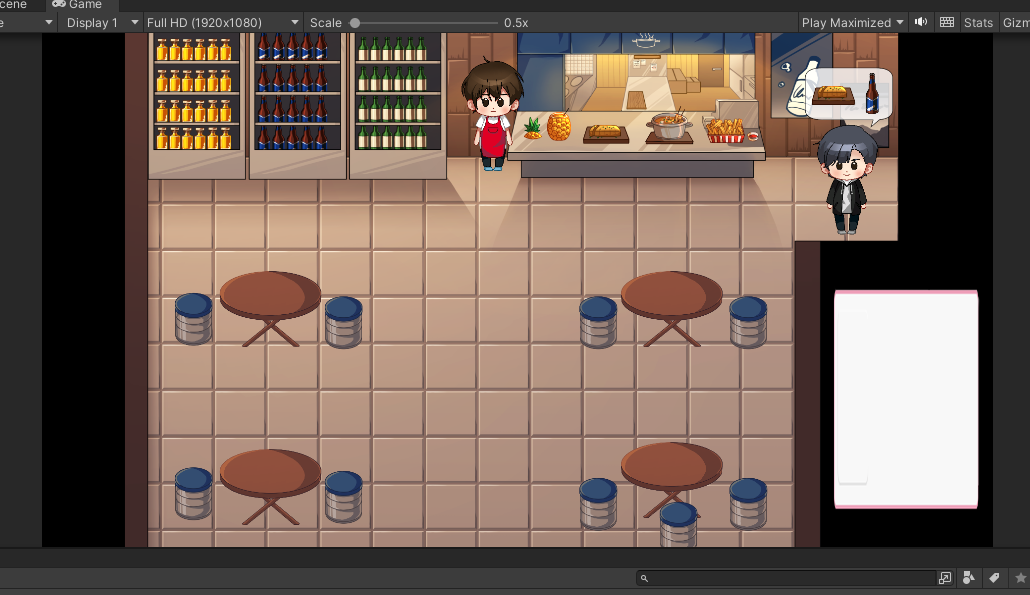 cene Game
e Display 1 Full HD (1920x1080) Scale 0.5x Play Maximized Stats Gizm